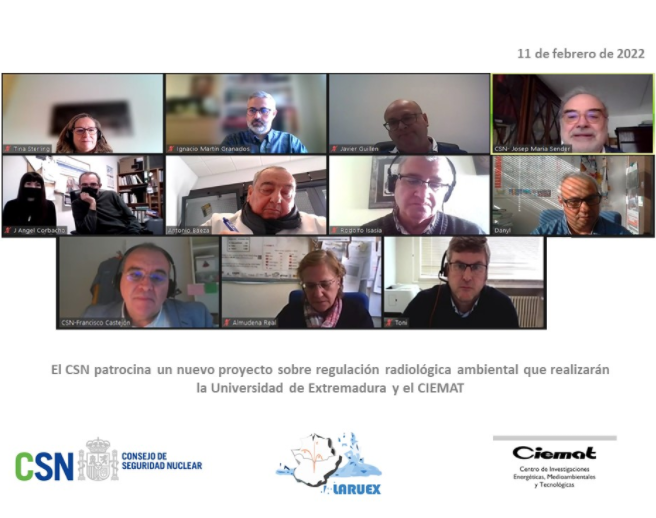 11 de febrero de 2022
Tina Stening
Ignacio Martín Granados
Javier Guillén
CSN- Josep Maria Sender
J Angel Corbacho
Antonio Baeza
Rodolfo Isasia
Danyl
CSN-Francisco Castejón
Almudena Real
Toni
El CSN patrocina un nuevo proyecto sobre regulación radiológica ambiental que realizarán
la Universidad de Extremadura y el CIEMAT
CSN
CONSEJO DE
SEGURIDAD NUCLEAR
LARUEX
Ciemat
Centro de Investigaciones
Energéticas, Medioambientales
y Tecnológicas